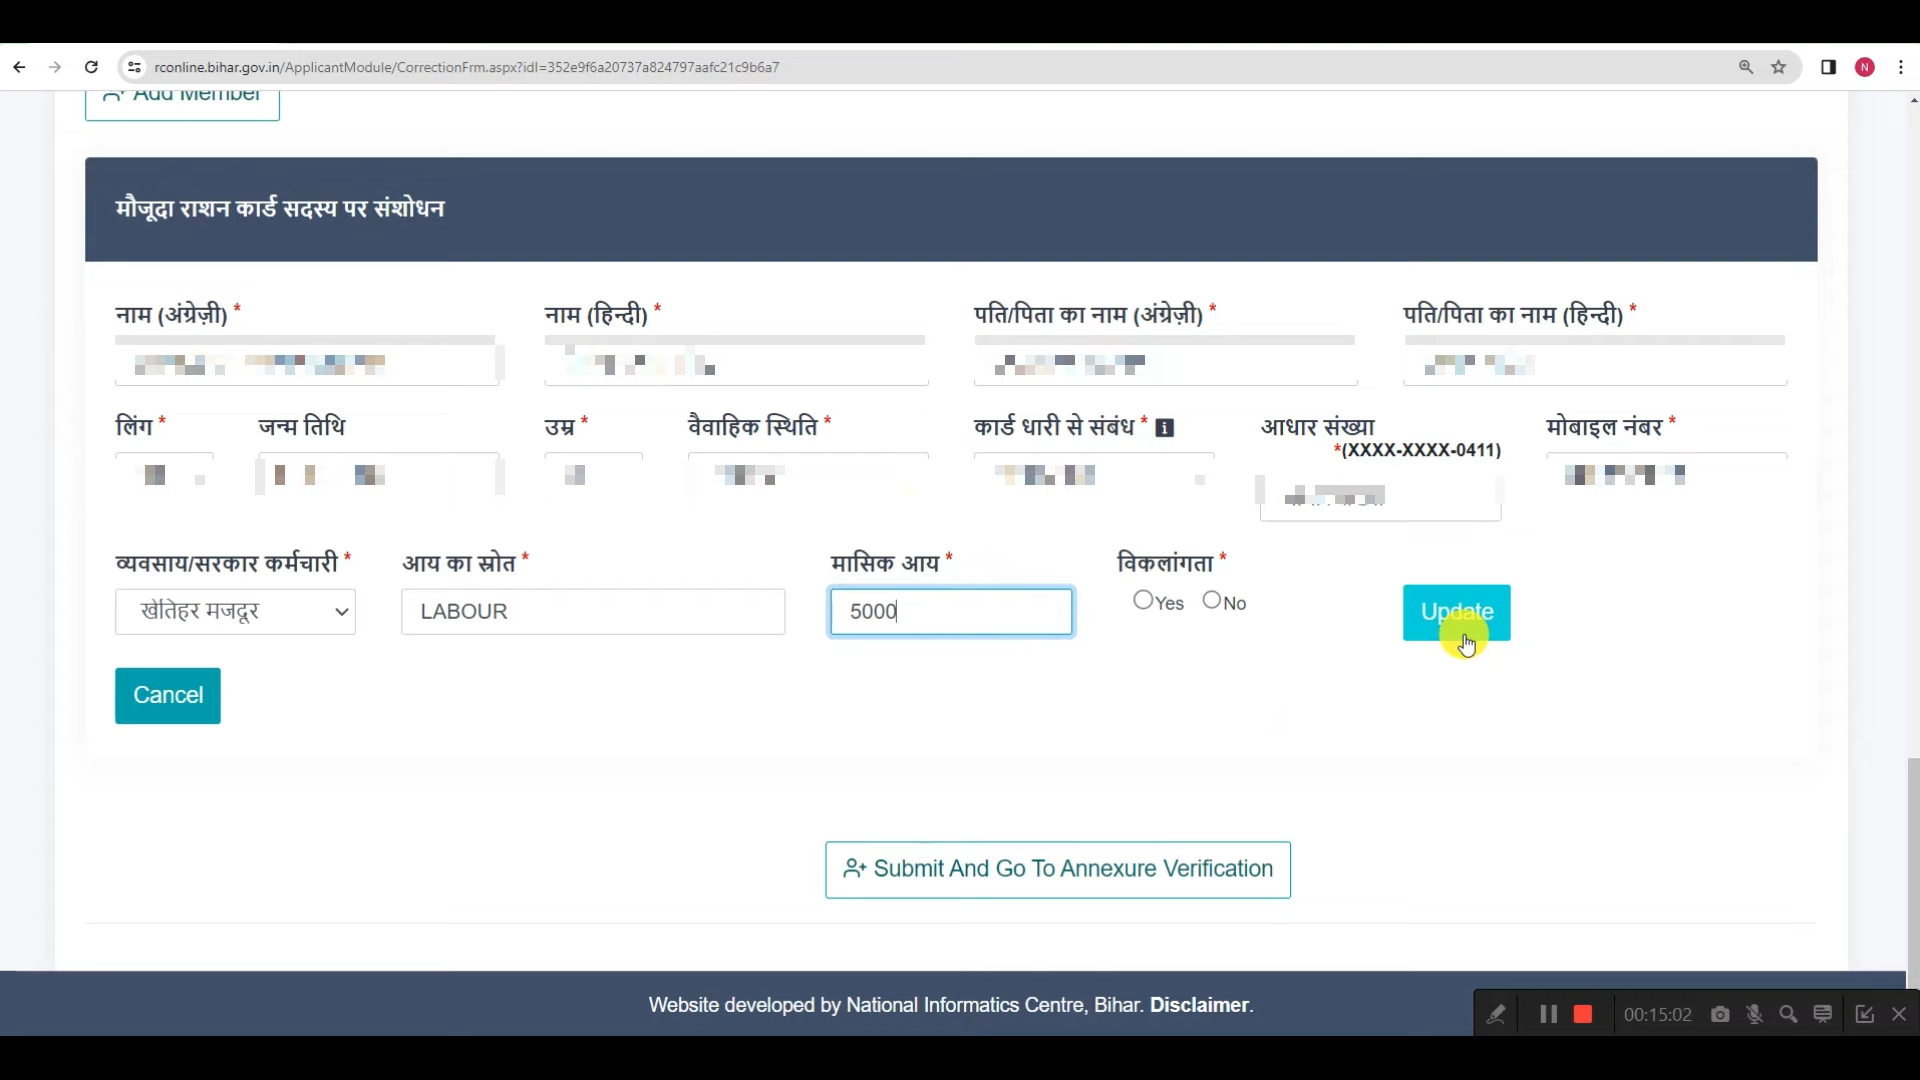 rconline.bihar.gov.in/ApplicantModule/CorrectionFrm.aspx?idl=352e9f6a20737a824797aafc21c9b6a7
N
Add Member
मौजूदा राशन कार्ड सदस्य पर संशोधन
नाम (अंग्रेज़ी) * नाम (हिन्दी) * पति/पिता का नाम (अंग्रेज़ी) * पति/पिता का नाम (हिन्दी) *
लिंग * जन्म तिथि उम्र * वैवाहिक स्थिति * कार्ड धारी से संबंध * i आधार संख्या मोबाइल नंबर *
*(XXXX-XXXX-0411)
व्यवसाय/सरकार कर्मचारी * आय का स्रोत * मासिक आय * विकलांगता *
खेतिहर मजदूर LABOUR 5000 Yes No Update
Cancel
Submit And Go To Annexure Verification
Website developed by National Informatics Centre, Bihar. Disclaimer.
00:15:02